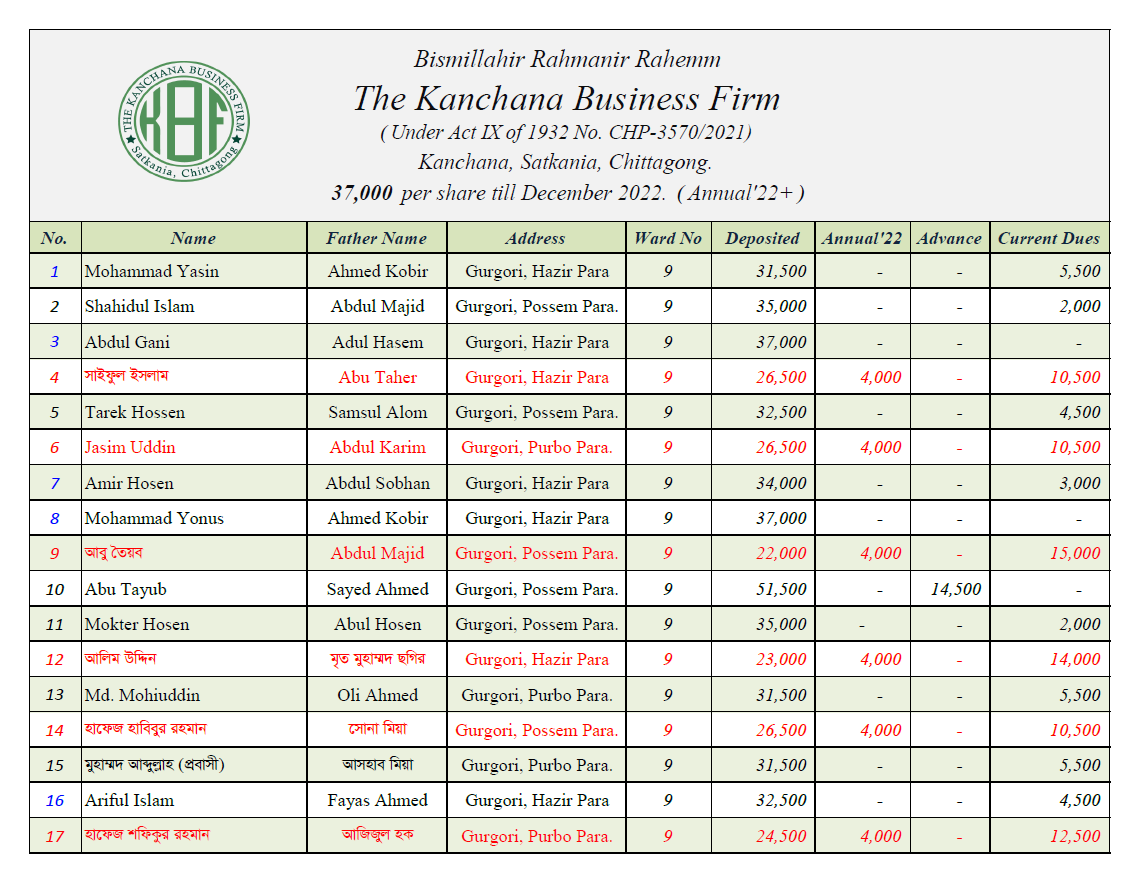 THE KANCHANA BUSINESS FIRM
KBF
Satkania, Chittagong
Bismillahir Rahmanir Rahemm
The Kanchana Business Firm
( Under Act IX of 1932 No. CHP-3570/2021)
Kanchana, Satkania, Chittagong.
37,000 per share till December 2022. ( Annual'22+ )
No. Name Father Name Address Ward No Deposited Annual'22 Advance Current Dues
1 Mohammad Yasin Ahmed Kobir Gurgori, Hazir Para 9 31,500 - - 5,500
2 Shahidul Islam Abdul Majid Gurgori, Possem Para. 9 35,000 - - 2,000
3 Abdul Gani Adul Hasem Gurgori, Hazir Para 9 37,000 - - -
4 সাইফুল ইসলাম Abu Taher Gurgori, Hazir Para 9 26,500 4,000 - 10,500
5 Tarek Hossen Samsul Alom Gurgori, Possem Para. 9 32,500 - - 4,500
6 Jasim Uddin Abdul Karim Gurgori, Purbo Para. 9 26,500 4,000 - 10,500
7 Amir Hosen Abdul Sobhan Gurgori, Hazir Para 9 34,000 - - 3,000
8 Mohammad Yonus Ahmed Kobir Gurgori, Hazir Para 9 37,000 - - -
9 আবু তৈয়ব Abdul Majid Gurgori, Possem Para. 9 22,000 4,000 - 15,000
10 Abu Tayub Sayed Ahmed Gurgori, Possem Para. 9 51,500 - 14,500 -
11 Mokter Hosen Abul Hosen Gurgori, Possem Para. 9 35,000 - - 2,000
12 আলিম উদ্দিন মৃত মুহাম্মদ ছগির Gurgori, Hazir Para 9 23,000 4,000 - 14,000
13 Md. Mohiuddin Oli Ahmed Gurgori, Purbo Para. 9 31,500 - - 5,500
14 হাফেজ হাবিবুর রহমান সোনা মিয়া Gurgori, Possem Para. 9 26,500 4,000 - 10,500
15 মুহাম্মদ আব্দুল্লাহ (প্রবাসী) আসহাব মিয়া Gurgori, Purbo Para. 9 31,500 - - 5,500
16 Ariful Islam Fayas Ahmed Gurgori, Hazir Para 9 32,500 - - 4,500
17 হাফেজ শফিকুর রহমান আজিজুল হক Gurgori, Purbo Para. 9 24,500 4,000 - 12,500